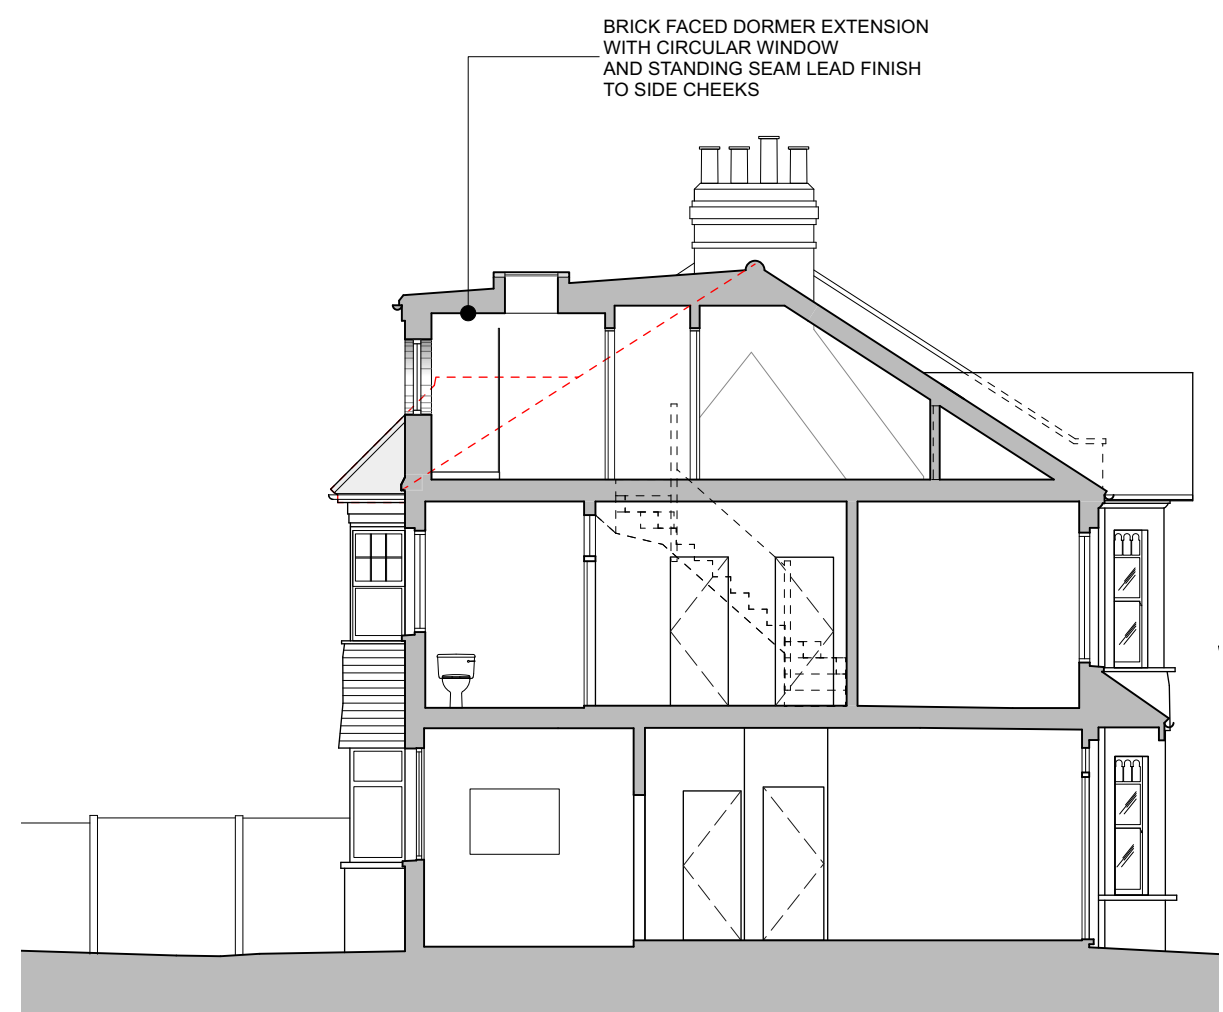 BRICK FACED DORMER EXTENSION
WITH CIRCULAR WINDOW
AND STANDING SEAM LEAD FINISH
TO SIDE CHEEKS